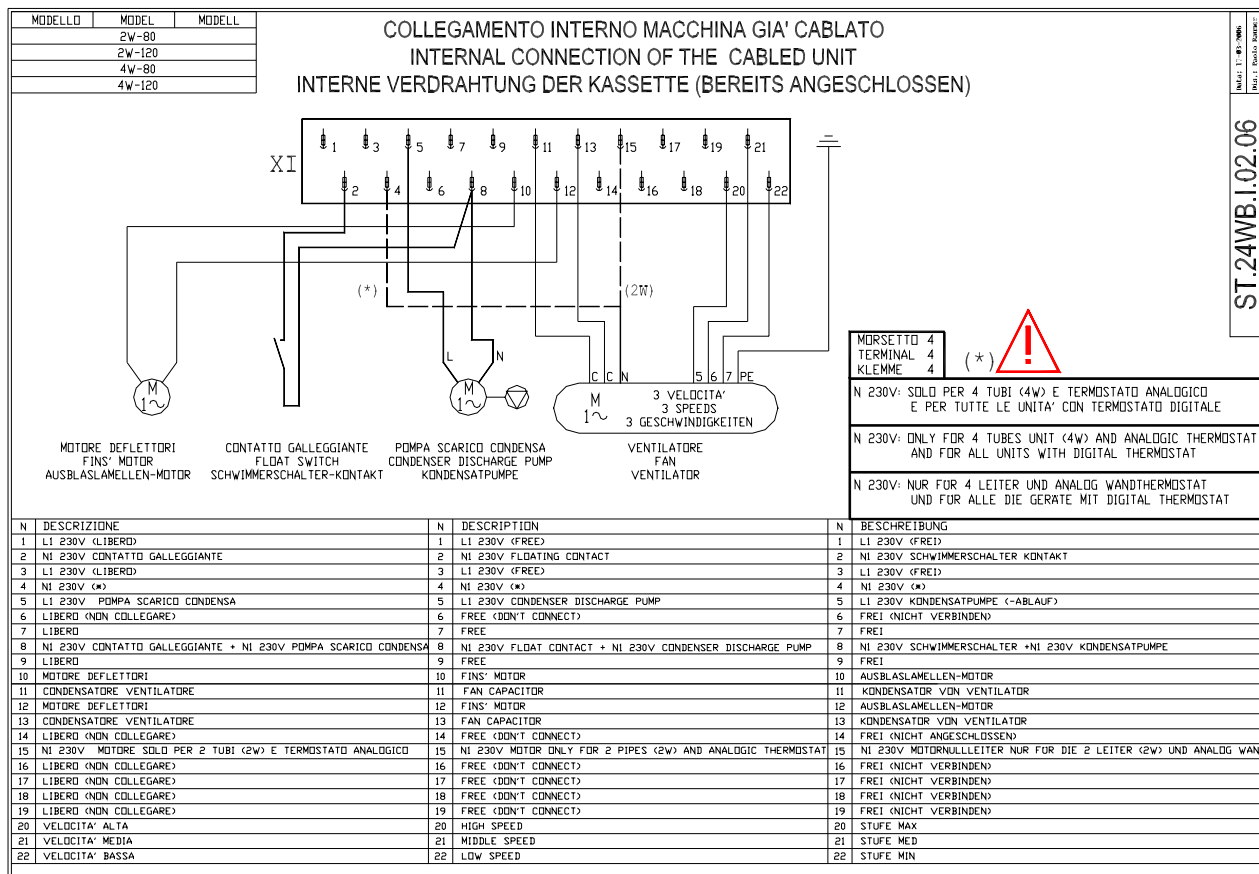 MODELLO MODEL MODELL
2W-80
2W-120
4W-80
4W-120
COLLEGAMENTO INTERNO MACCHINA GIA' CABLATO
INTERNAL CONNECTION OF THE CABLED UNIT
INTERNE VERDRAHTUNG DER KASSETTE (BEREITS ANGESCHLOSSEN)
Dis.: Paolo
ST.24WB.I.02.06
XI
1 3 5 7 9 11 13 15 17 19 21
2 4 6 8 10 12 14 16 18 20 22
(*)
(2W)
L N
C C N 5 6 7 PE
M
1~
M
1~
M
1~
3 VELOCITA'
3 SPEEDS
3 GESCHWINDIGKEITEN
MOTORE DEFLETTORI
FINS' MOTOR
AUSBLASLAMELLEN-MOTOR
CONTATTO GALLEGGIANTE
FLOAT SWITCH
SCHWIMMERSCHALTER-KONTAKT
POMPA SCARICO CONDENSA
CONDENSER DISCHARGE PUMP
KONDENSATPUMPE
VENTILATORE
FAN
VENTILATOR
MORSETTO 4
TERMINAL 4
KLEMME 4
(*)
!
N 230V: SOLO PER 4 TUBI (4W) E TERMOSTATO ANALOGICO
E PER TUTTE LE UNITA' CON TERMOSTATO DIGITALE
N 230V: ONLY FOR 4 TUBES UNIT (4W) AND ANALOGIC THERMOSTAT
AND FOR ALL UNITS WITH DIGITAL THERMOSTAT
N 230V: NUR FUR 4 LEITER UND ANALOG WANDTHERMOSTAT
UND FUR ALLE DIE GERÄTE MIT DIGITAL THERMOSTAT
N DESCRIZIONE N DESCRIPTION N BESCHREIBUNG
1 L1 230V (LIBERO) 1 L1 230V (FREE) 1 L1 230V (FREI)
2 N1 230V CONTATTO GALLEGGIANTE 2 N1 230V FLOATING CONTACT 2 N1 230V SCHWIMMERSCHALTER KONTAKT
3 L1 230V (LIBERO) 3 L1 230V (FREE) 3 L1 230V (FREI)
4 N1 230V (*) 4 N1 230V (*) 4 N1 230V (*)
5 L1 230V POMPA SCARICO CONDENSA 5 L1 230V CONDENSER DISCHARGE PUMP 5 L1 230V KONDENSATPUMPE (-ABLAUF)
6 LIBERO (NON COLLEGARE) 6 FREE (DON'T CONNECT) 6 FREI (NICHT VERBINDEN)
7 LIBERO 7 FREE 7 FREI
8 N1 230V CONTATTO GALLEGGIANTE + N1 230V POMPA SCARICO CONDENSA 8 N1 230V FLOAT CONTACT + N1 230V CONDENSER DISCHARGE PUMP 8 N1 230V SCHWIMMERSCHALTER +N1 230V KONDENSATPUMPE
9 LIBERO 9 FREE 9 FREI
10 MOTORE DEFLETTORI 10 FINS' MOTOR 10 AUSBLASLAMELLEN-MOTOR
11 CONDENSATORE VENTILATORE 11 FAN CAPACITOR 11 KONDENSATOR VON VENTILATOR
12 MOTORE DEFLETTORI 12 FINS' MOTOR 12 AUSBLASLAMELLEN-MOTOR
13 CONDENSATORE VENTILATORE 13 FAN CAPACITOR 13 KONDENSATOR VON VENTILATOR
14 LIBERO (NON COLLEGARE) 14 FREE (DON'T CONNECT) 14 FREI (NICHT ANGESCHLOSSEN)
15 N1 230V MOTORE SOLO PER 2 TUBI (2W) E TERMOSTATO ANALOGICO 15 N1 230V MOTOR ONLY FOR 2 PIPES (2W) AND ANALOGIC THERMOSTAT 15 N1 230V MOTORNULLLEITER NUR FUR DIE 2 LEITER (2W) UND ANALOG WAN
16 LIBERO (NON COLLEGARE) 16 FREE (DON'T CONNECT) 16 FREI (NICHT VERBINDEN)
17 LIBERO (NON COLLEGARE) 17 FREE (DON'T CONNECT) 17 FREI (NICHT VERBINDEN)
18 LIBERO (NON COLLEGARE) 18 FREE (DON'T CONNECT) 18 FREI (NICHT VERBINDEN)
19 LIBERO (NON COLLEGARE) 19 FREE (DON'T CONNECT) 19 FREI (NICHT VERBINDEN)
20 VELOCITA' ALTA 20 HIGH SPEED 20 STUFE MAX
21 VELOCITA' MEDIA 21 MIDDLE SPEED 21 STUFE MED
22 VELOCITA' BASSA 22 LOW SPEED 22 STUFE MIN